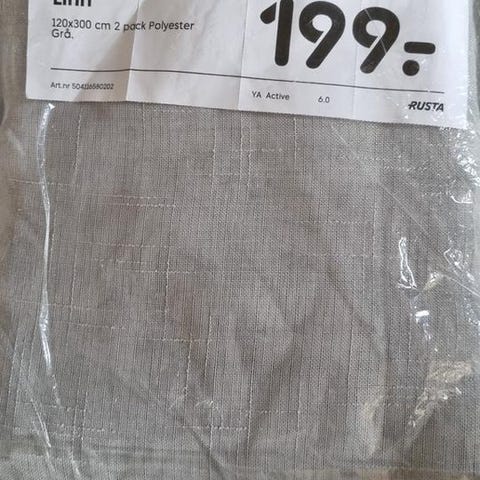 Linn
120x300 cm 2 pack Polyester
Grå.
199:-
Art.nr 504116580202
YA Active 6.0
RUSTA